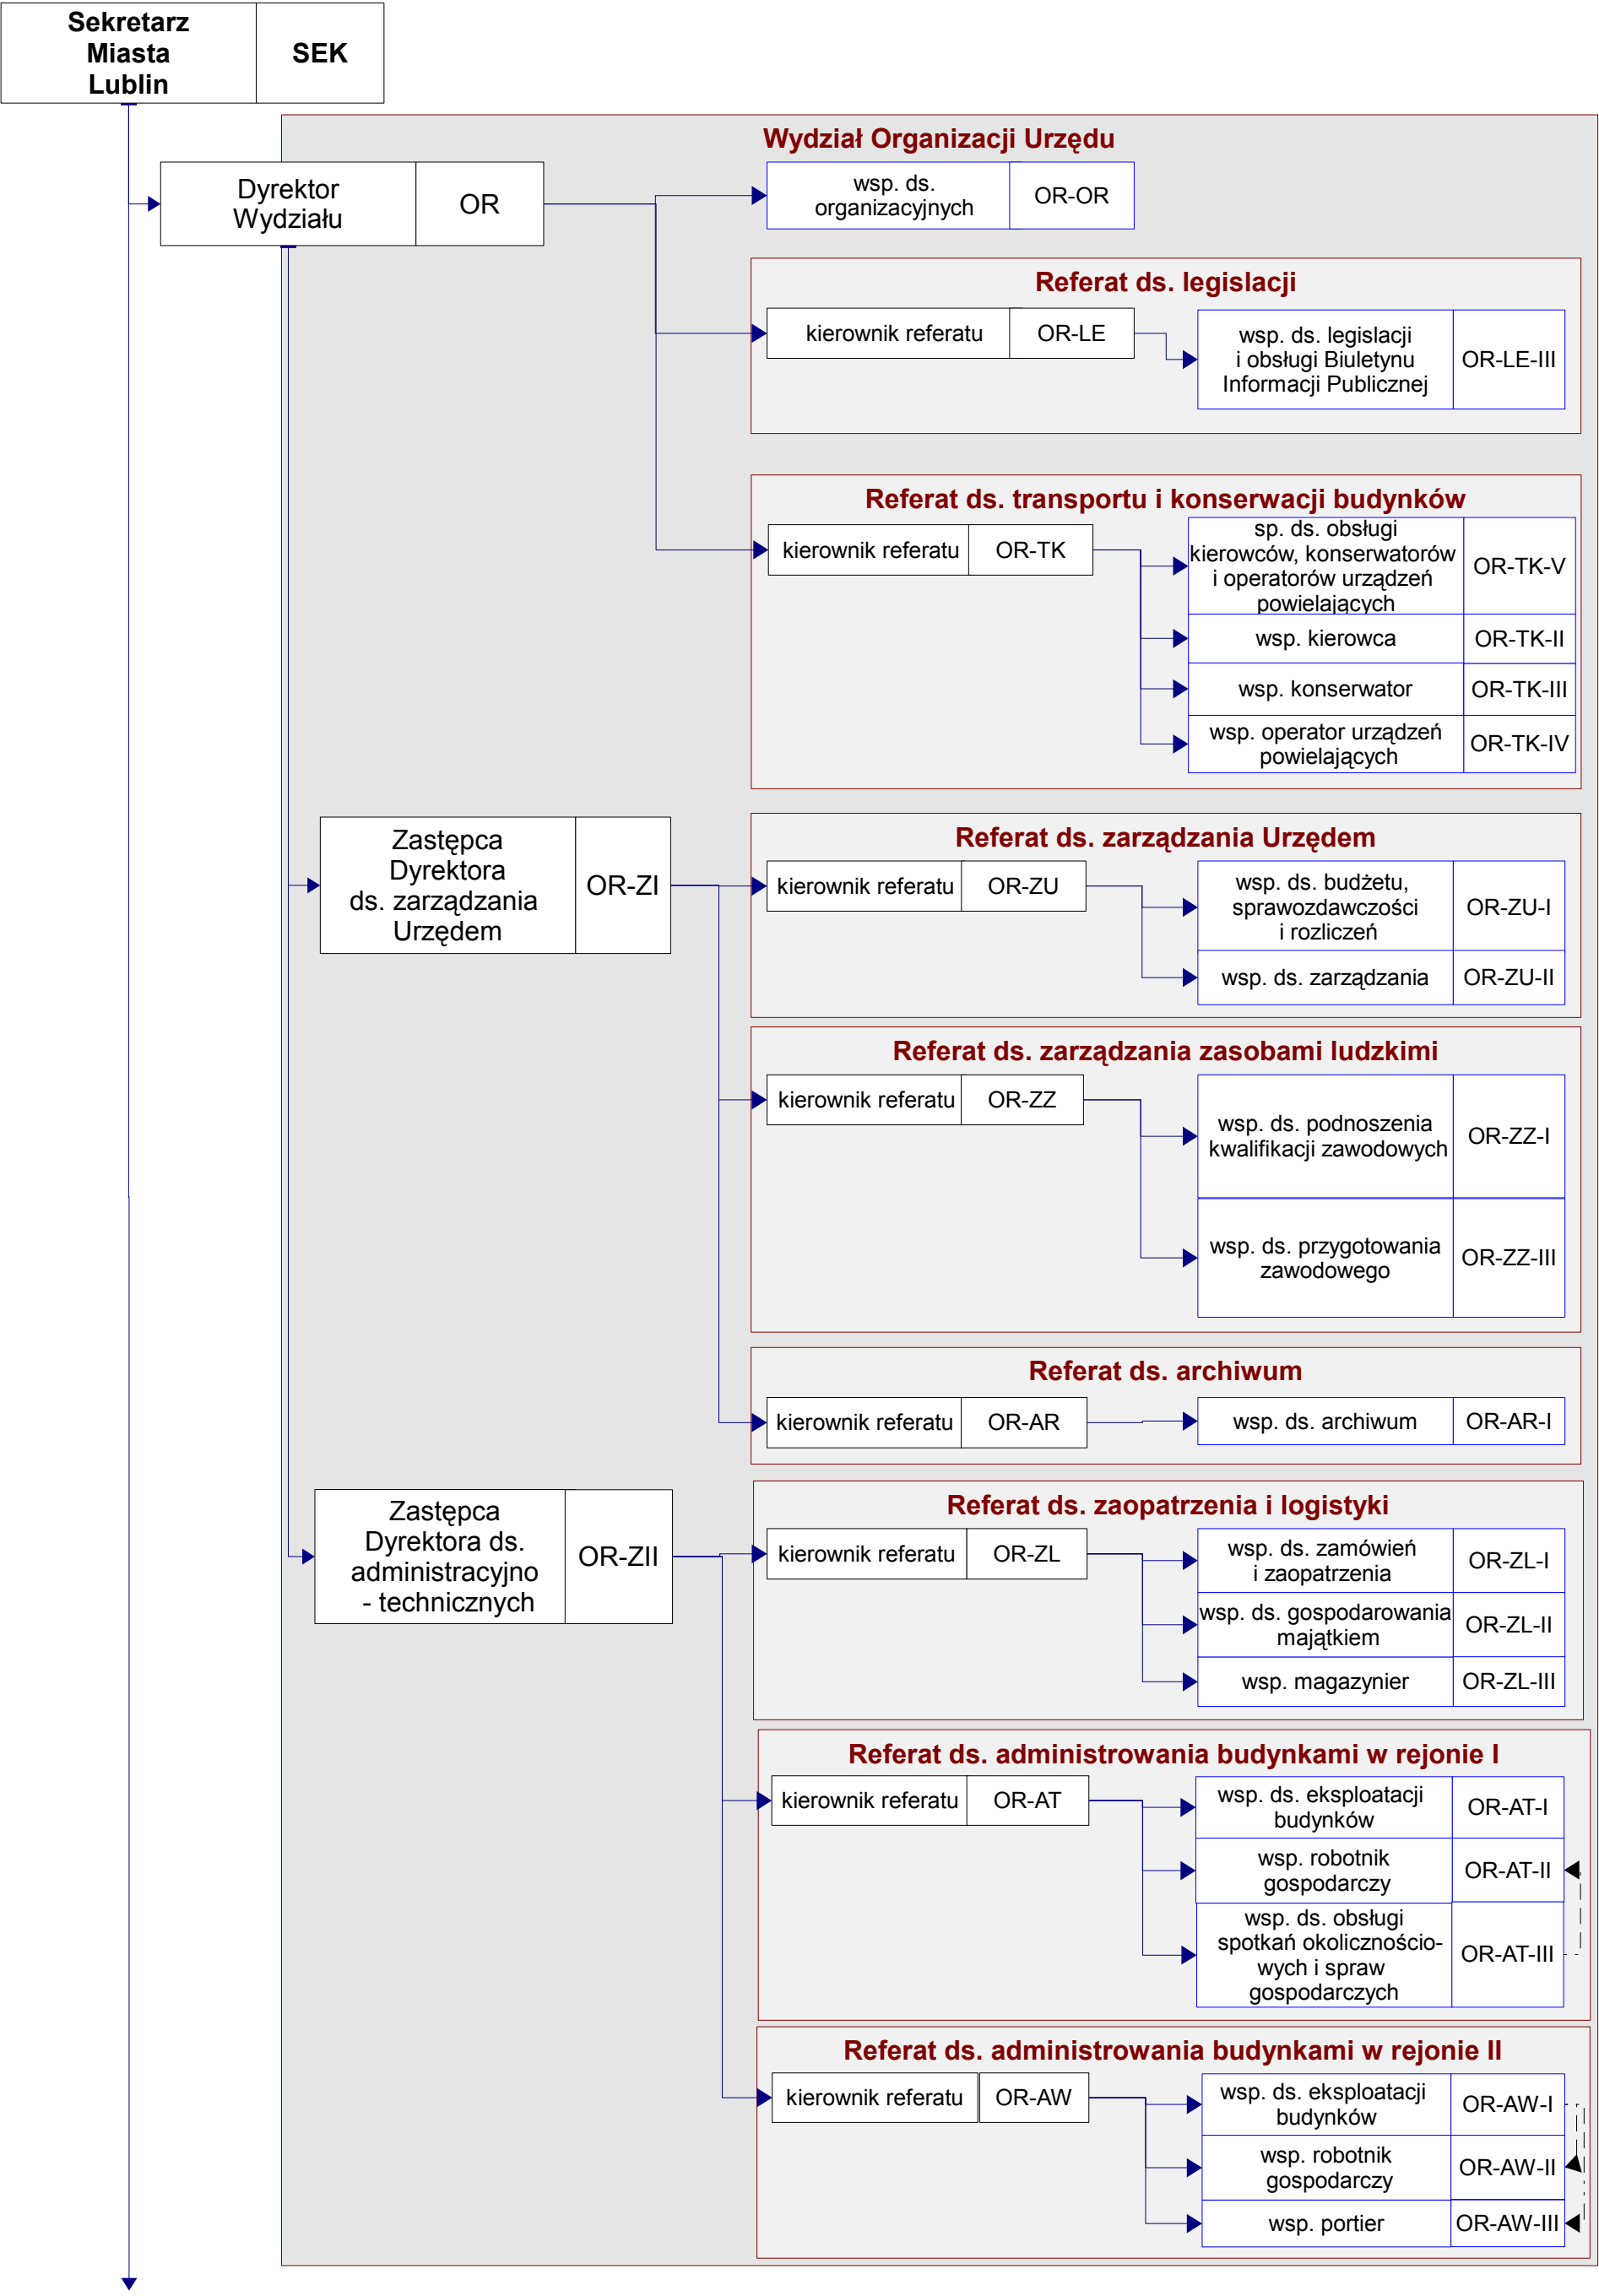 Sekretarz
Miasta
Lublin
SEK
Wydział Organizacji Urzędu
Dyrektor
Wydziału
OR
wsp. ds.
organizacyjnych
OR-OR
Referat ds. legislacji
kierownik referatu
OR-LE
wsp. ds. legislacji
i obsługi Biuletynu
Informacji Publicznej
OR-LE-III
Referat ds. transportu i konserwacji budynków
kierownik referatu
OR-TK
sp. ds. obsługi
kierowców, konserwatorów
i operatorów urządzeń
powielających
OR-TK-V
wsp. kierowca
OR-TK-II
wsp. konserwator
OR-TK-III
wsp. operator urządzeń
powielających
OR-TK-IV
Zastępca
Dyrektora
ds. zarządzania
Urzędem
OR-ZI
Referat ds. zarządzania Urzędem
kierownik referatu
OR-ZU
wsp. ds. budżetu,
sprawozdawczości
i rozliczeń
OR-ZU-I
wsp. ds. zarządzania
OR-ZU-II
Referat ds. zarządzania zasobami ludzkimi
kierownik referatu
OR-ZZ
wsp. ds. podnoszenia
kwalifikacji zawodowych
OR-ZZ-I
wsp. ds. przygotowania
zawodowego
OR-ZZ-III
Referat ds. archiwum
kierownik referatu
OR-AR
wsp. ds. archiwum
OR-AR-I
Zastępca
Dyrektora ds.
administracyjno
- technicznych
OR-ZII
Referat ds. zaopatrzenia i logistyki
kierownik referatu
OR-ZL
wsp. ds. zamówień
i zaopatrzenia
OR-ZL-I
wsp. ds. gospodarowania
majątkiem
OR-ZL-II
wsp. magazynier
OR-ZL-III
Referat ds. administrowania budynkami w rejonie I
kierownik referatu
OR-AT
wsp. ds. eksploatacji
budynków
OR-AT-I
wsp. robotnik
gospodarczy
OR-AT-II
wsp. ds. obsługi
spotkań okolicznościo-
wych i spraw
gospodarczych
OR-AT-III
Referat ds. administrowania budynkami w rejonie II
kierownik referatu
OR-AW
wsp. ds. eksploatacji
budynków
OR-AW-I
wsp. robotnik
gospodarczy
OR-AW-II
wsp. portier
OR-AW-III